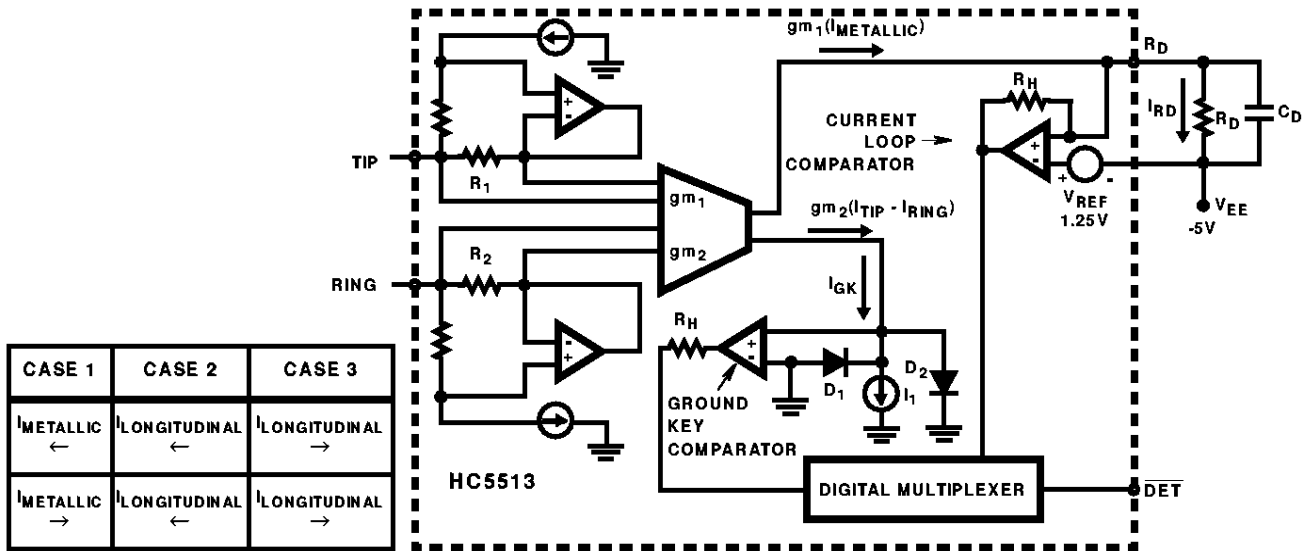 gm1(IMETALLIC)
RD
RH
IRD
RD
CD
CURRENT
LOOP
COMPARATOR
+
-
+
-
VREF
1.25V
VEE
-5V
+
-
TIP
R1
gm1
gm2
gm2(ITIP - IRING)
R2
RING
IGK
-
+
RH
+
-
D1
I1
D2
GROUND
KEY
COMPARATOR
HC5513
DIGITAL MULTIPLEXER
DET
CASE 1 CASE 2 CASE 3
IMETALLIC ILONGITUDINAL ILONGITUDINAL
← ← →
IMETALLIC ILONGITUDINAL ILONGITUDINAL
→ ← →